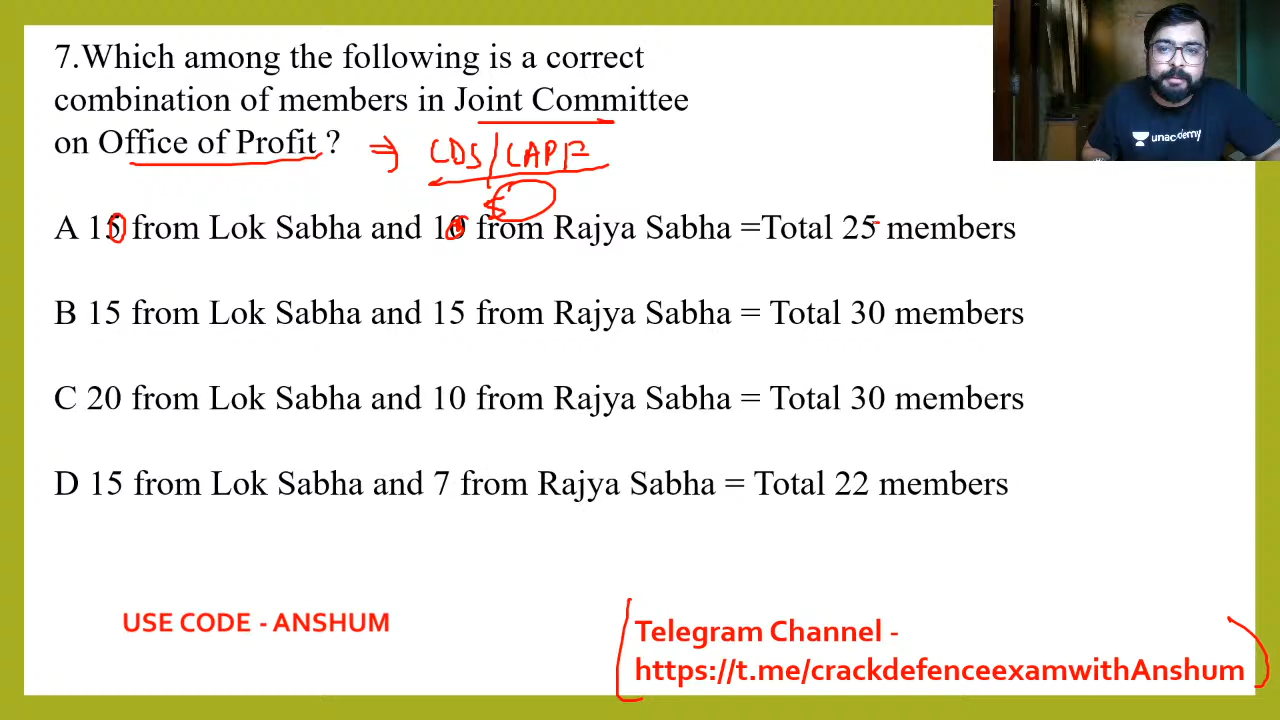 7.Which among the following is a correct
combination of members in Joint Committee
on Office of Profit ? ⇒ CDS/CAPF
A 15 from Lok Sabha and 10 from Rajya Sabha =Total 25 members
B 15 from Lok Sabha and 15 from Rajya Sabha = Total 30 members
C 20 from Lok Sabha and 10 from Rajya Sabha = Total 30 members
D 15 from Lok Sabha and 7 from Rajya Sabha = Total 22 members
USE CODE - ANSHUM
Telegram Channel -
https://t.me/crackdefenceexamwithAnshum
unacademy